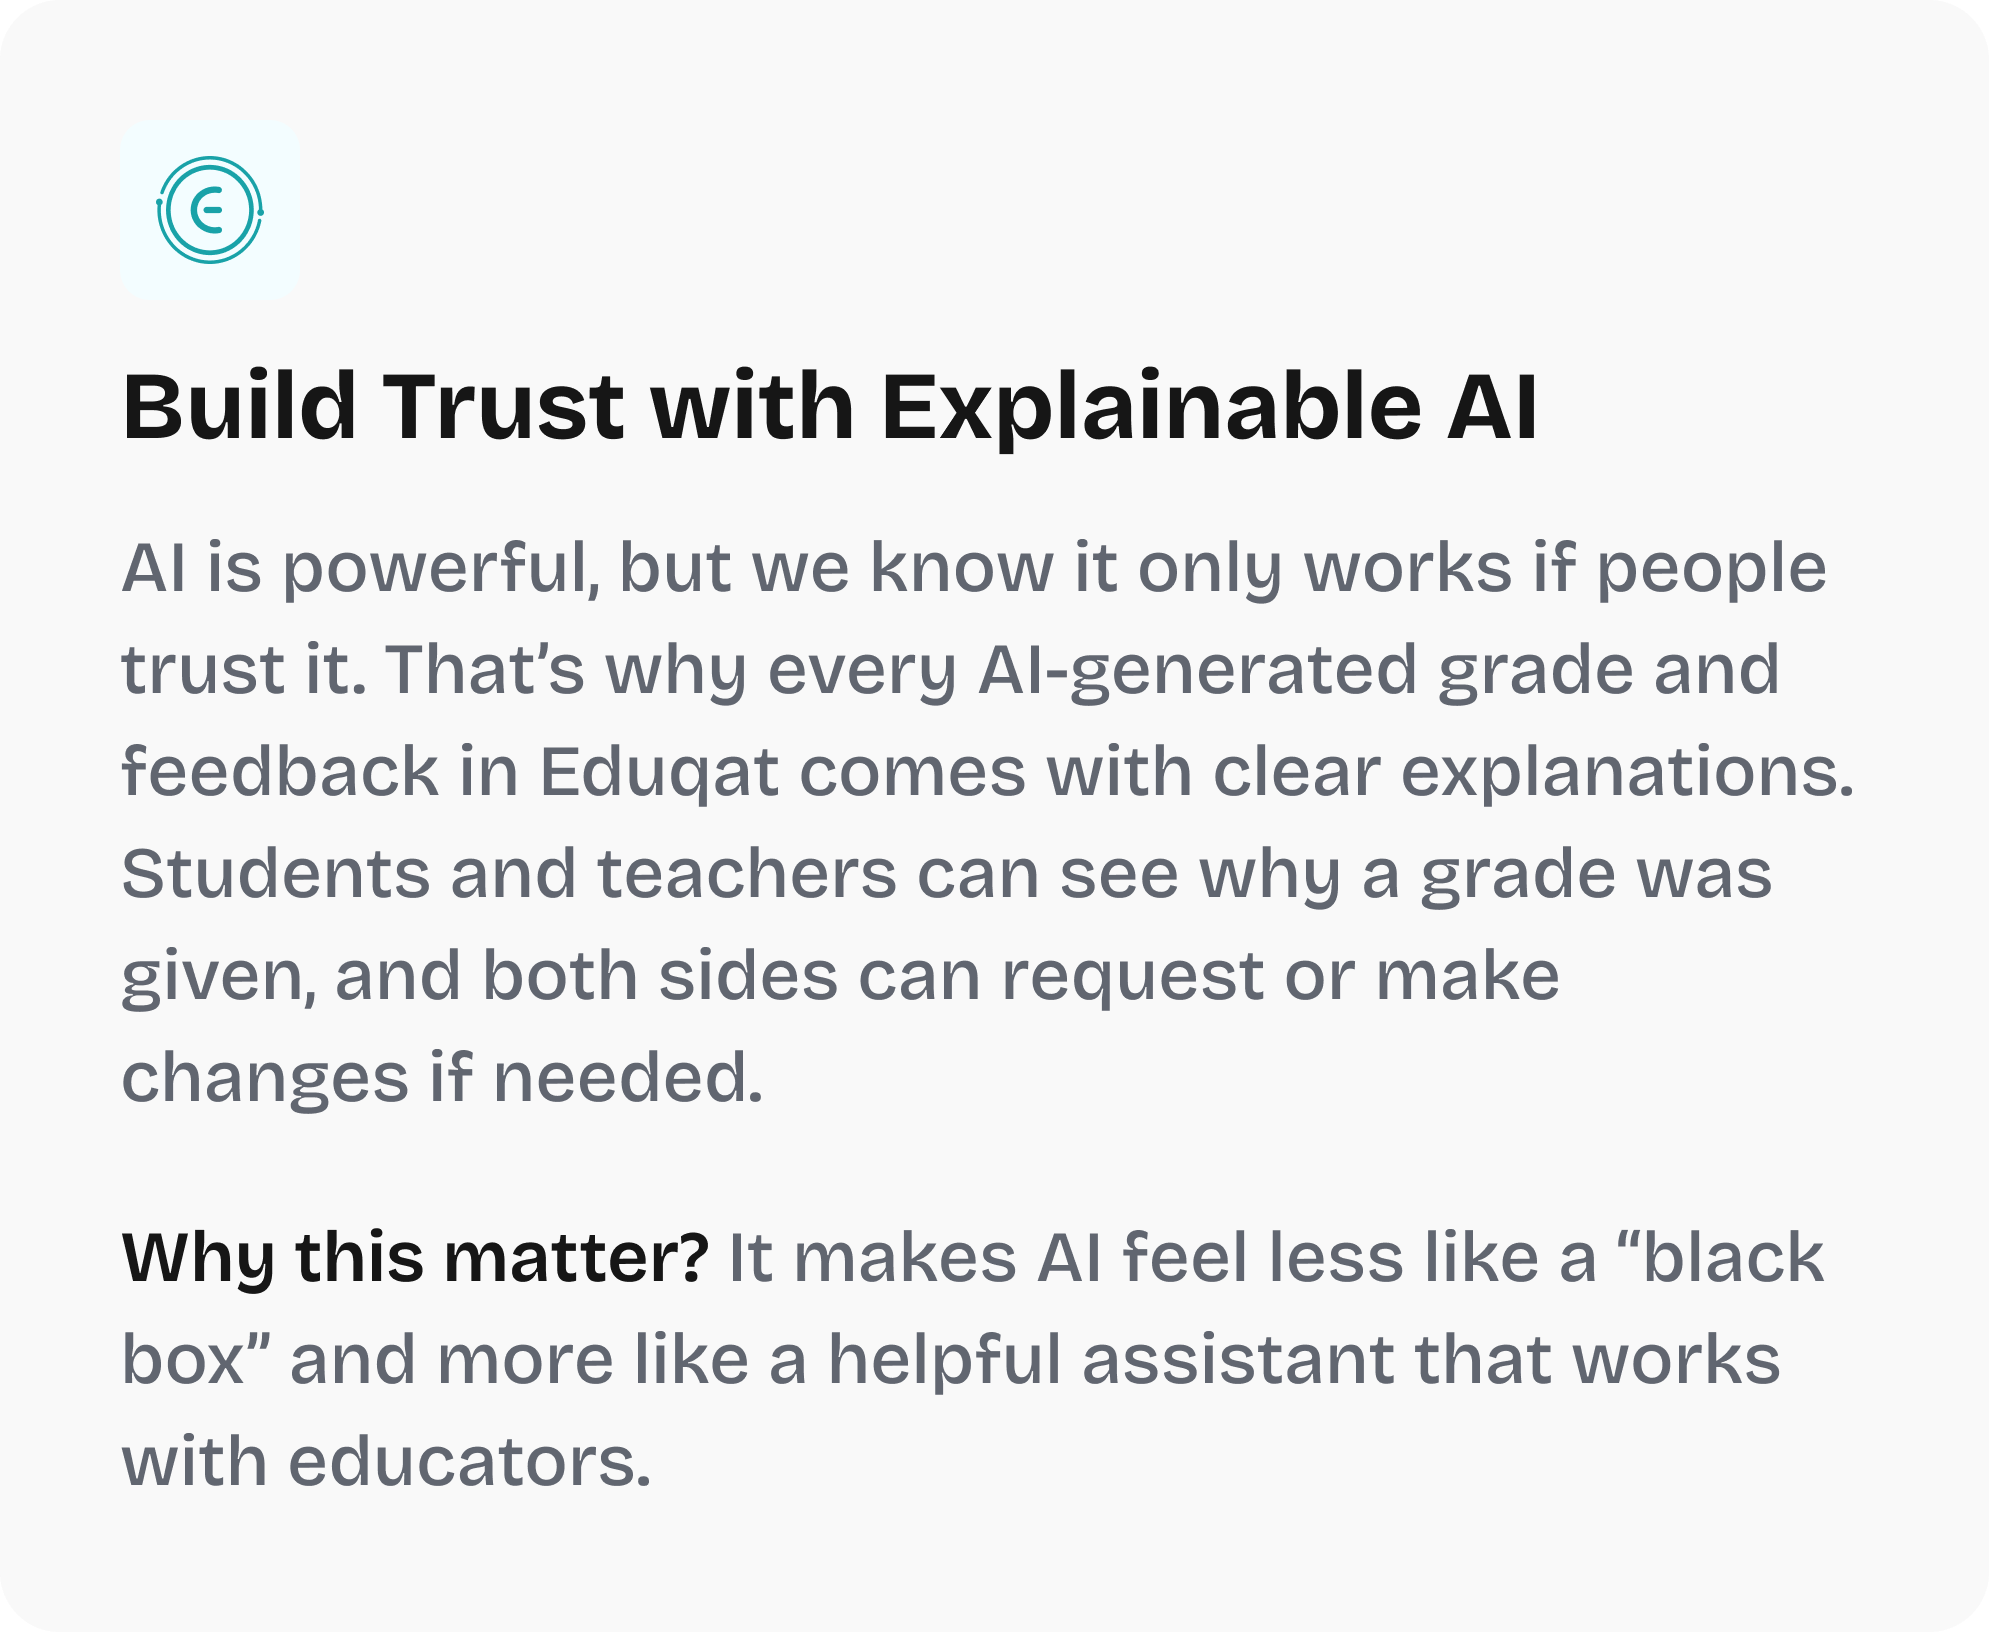 Build Trust with Explainable AI
AI is powerful, but we know it only works if people
trust it. That’s why every AI-generated grade and
feedback in Eduqat comes with clear explanations.
Students and teachers can see why a grade was
given, and both sides can request or make
changes if needed.
Why this matter? It makes AI feel less like a “black
box” and more like a helpful assistant that works
with educators.